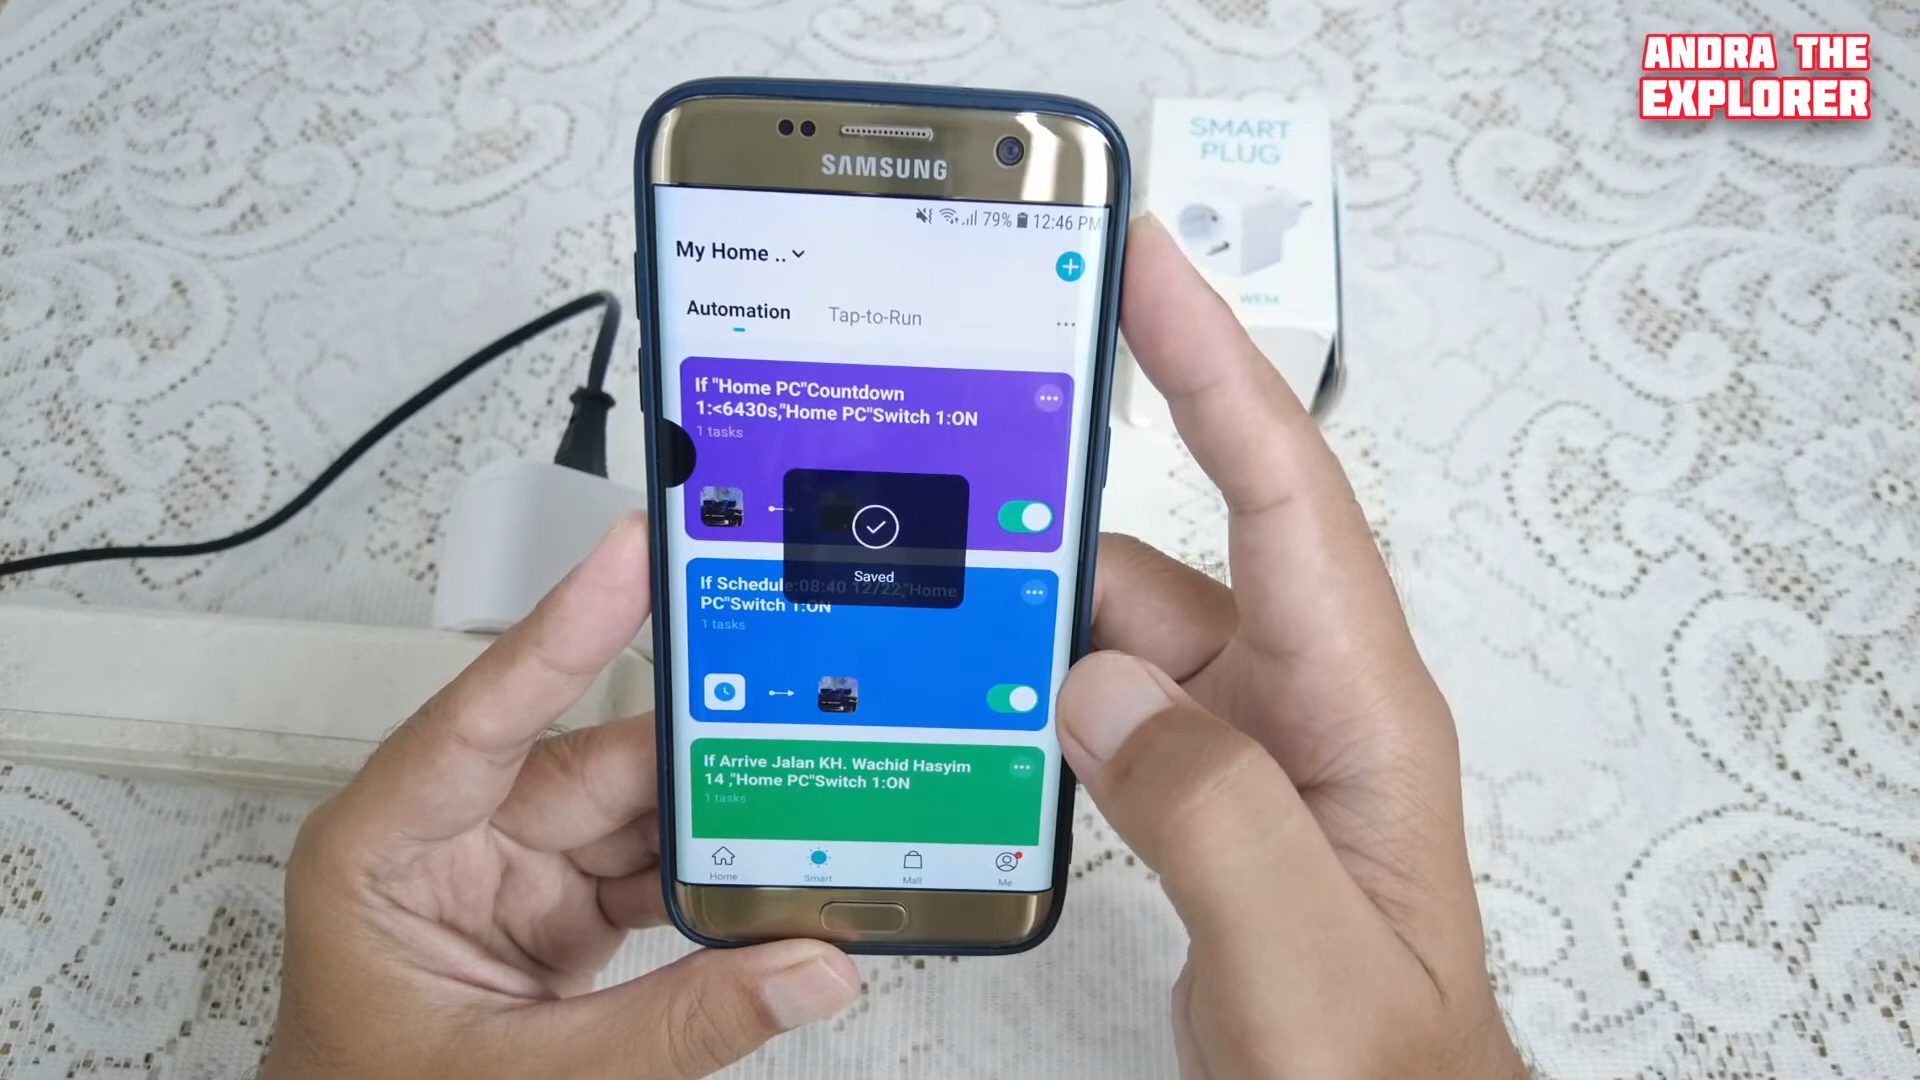 ANDRA THE
EXPLORER
SMART
PLUG
WEM
SAMSUNG
79% 12:46 PM
My Home ..
Automation
Tap-to-Run
If "Home PC"Countdown
1:<6430s,"Home PC"Switch 1:ON
1 tasks
Saved
If Schedule:08:40 12/22,"Home
PC"Switch 1:ON
1 tasks
If Arrive Jalan KH. Wachid Hasyim
14 ,"Home PC"Switch 1:ON
1 tasks
Home
Smart
Mall
Me